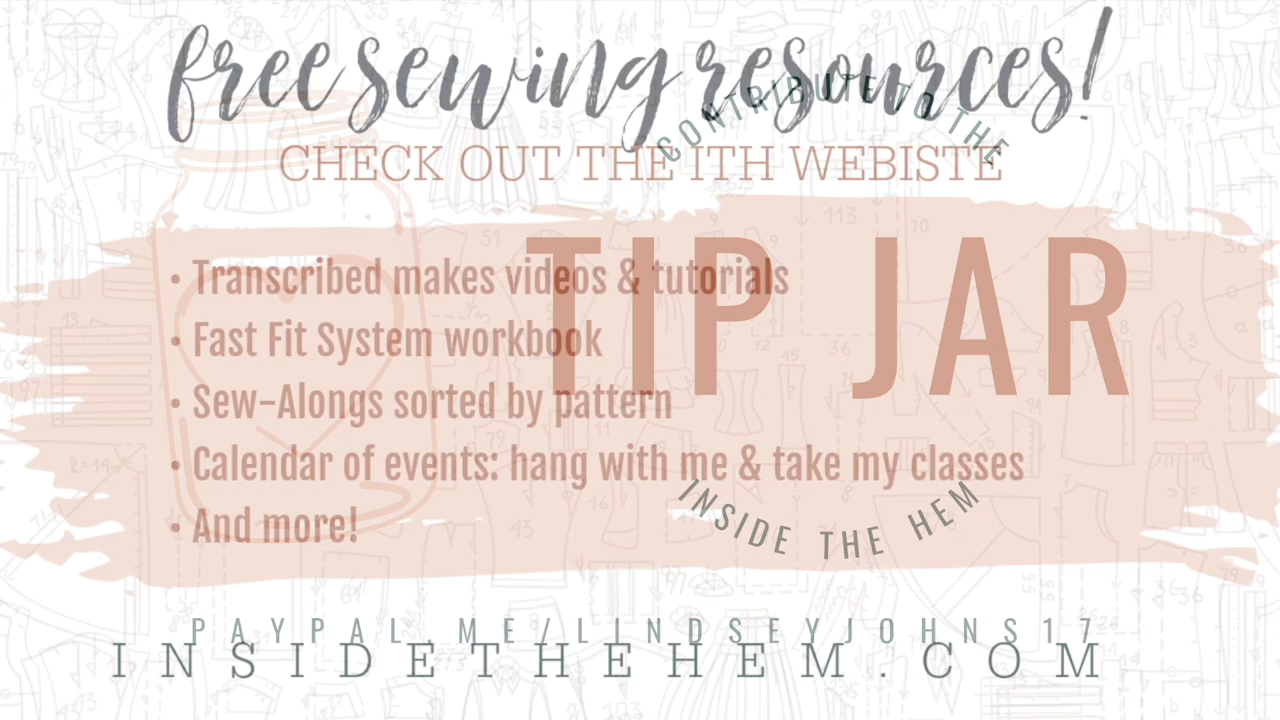 free sewing resources!
CONTRIBUTE TO THE
CHECK OUT THE ITH WEBISTE
TIP JAR
• Transcribed makes videos & tutorials
• Fast Fit System workbook
• Sew-Alongs sorted by pattern
• Calendar of events: hang with me & take my classes
• And more!
INSIDE THE HEM
PAYPAL.ME/LINDSEYJOHNS17
INSIDETHEHEM.COM